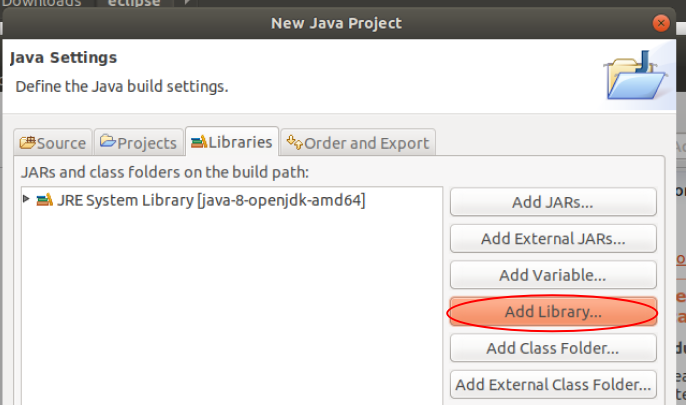 Downloads eclipse
New Java Project
Java Settings
Define the Java build settings.
Source Projects Libraries Order and Export
JARs and class folders on the build path:
JRE System Library [java-8-openjdk-amd64]
Add JARs...
Add External JARs...
Add Variable...
Add Library...
Add Class Folder...
Add External Class Folder...